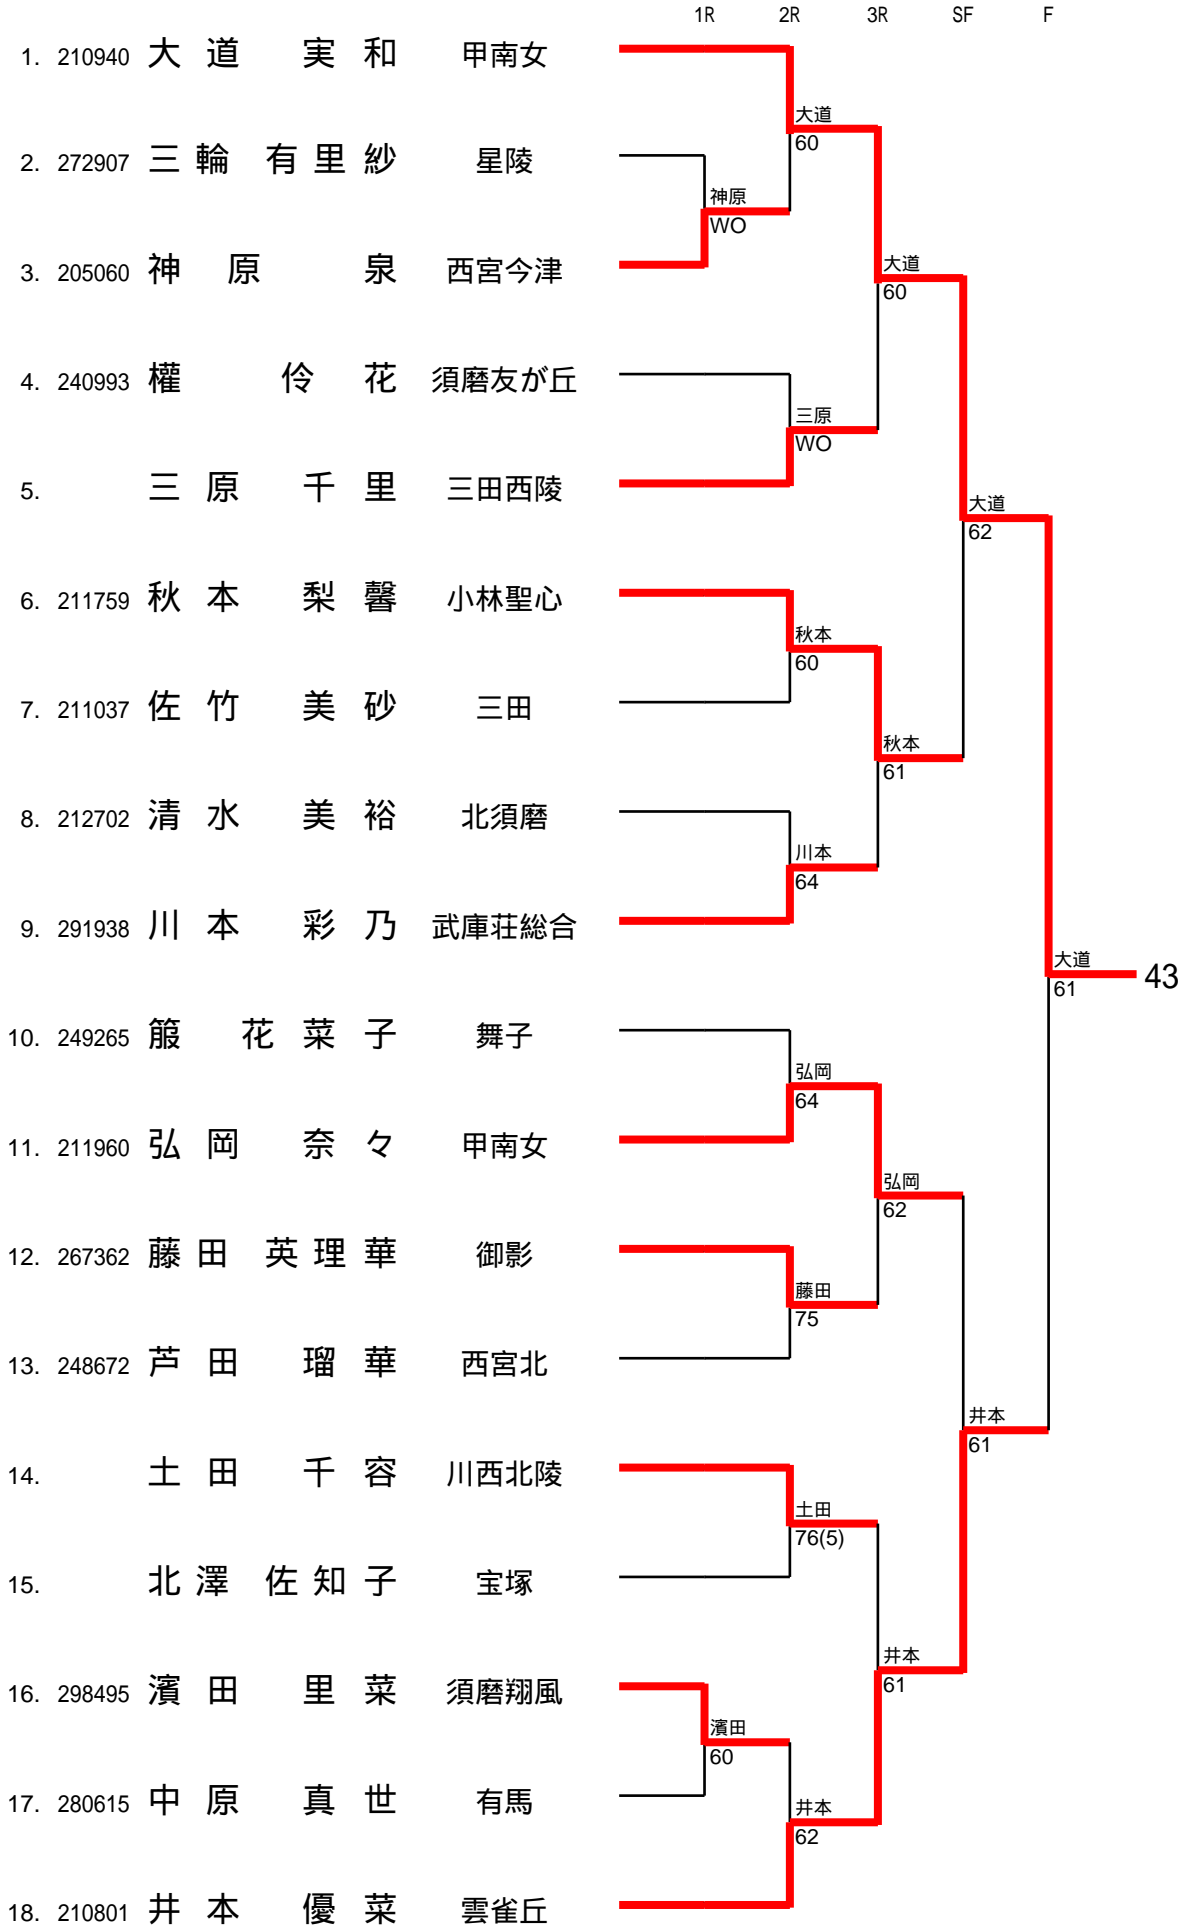 1R 2R 3R SF F
1. 210940 大道 実和 甲南女
大道
60
2. 272907 三輪 有里紗 星陵
神原
WO
3. 205060 神原 泉 西宮今津
大道
60
4. 240993 權 伶花 須磨友が丘
三原
WO
5. 三原 千里 三田西陵
大道
62
6. 211759 秋本 梨馨 小林聖心
秋本
60
7. 211037 佐竹 美砂 三田
秋本
61
8. 212702 清水 美裕 北須磨
川本
64
9. 291938 川本 彩乃 武庫荘総合
大道
61
43
10. 249265 箙 花菜子 舞子
弘岡
64
11. 211960 弘岡 奈々 甲南女
弘岡
62
12. 267362 藤田 英理華 御影
藤田
75
13. 248672 芦田 瑠華 西宮北
井本
61
14. 土田 千容 川西北陵
土田
76(5)
15. 北澤 佐知子 宝塚
井本
61
16. 298495 濱田 里菜 須磨翔風
濱田
60
17. 280615 中原 真世 有馬
井本
62
18. 210801 井本 優菜 雲雀丘